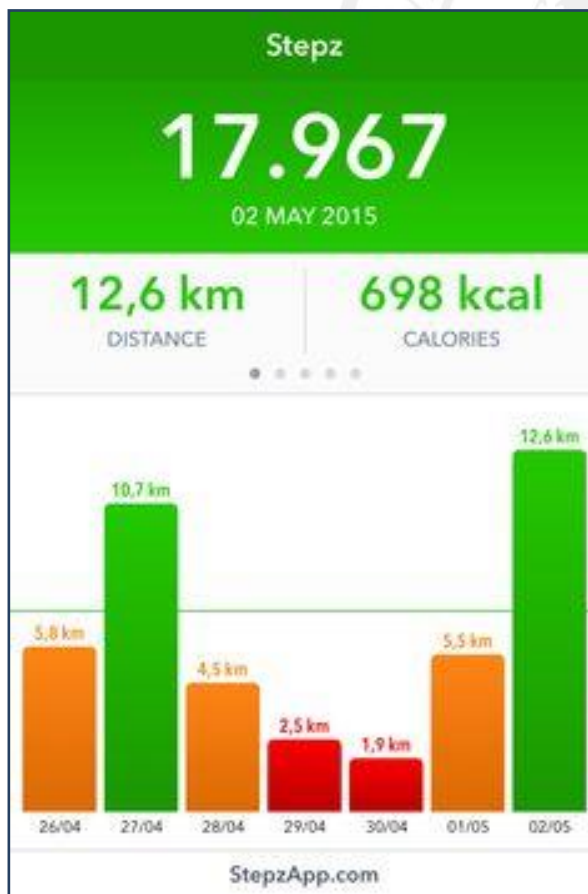 Stepz
17.967
02 MAY 2015
12,6 km
698 kcal
DISTANCE
CALORIES
12,6 km
10,7 km
5,8 km
5,5 km
4,5 km
2,5 km
1,9 km
26/04 27/04 28/04 29/04 30/04 01/05 02/05
StepzApp.com